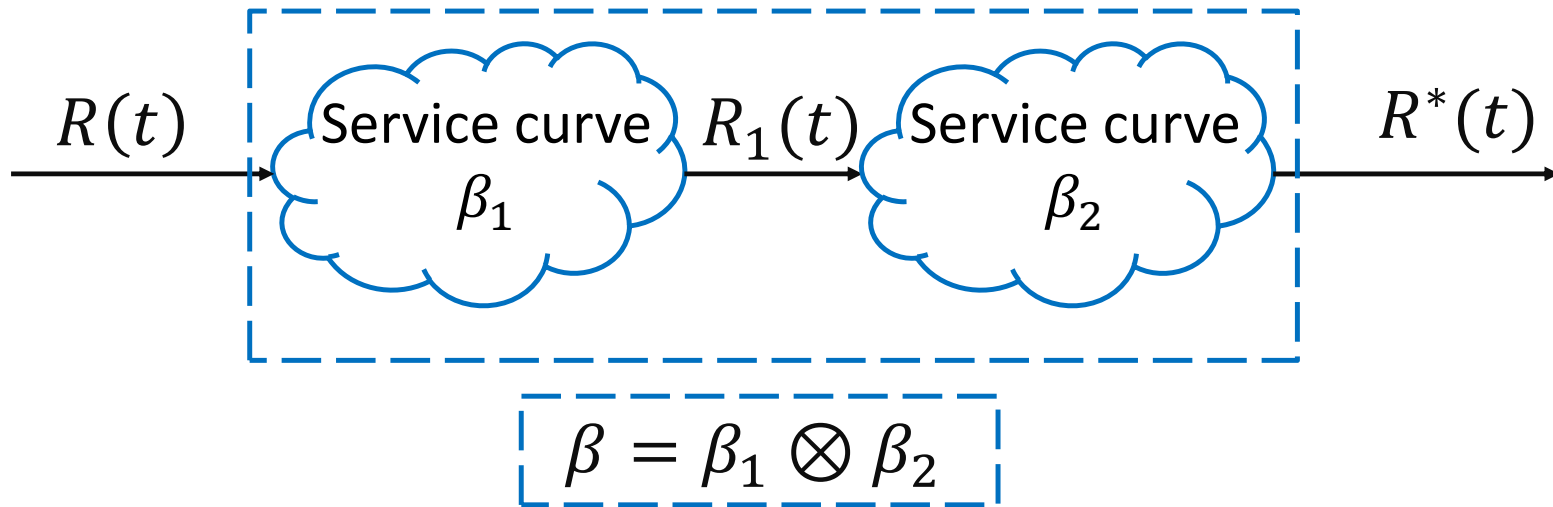 R(t)
Service curve
β₁
R₁(t)
Service curve
β₂
R*(t)
β = β₁ ⊗ β₂